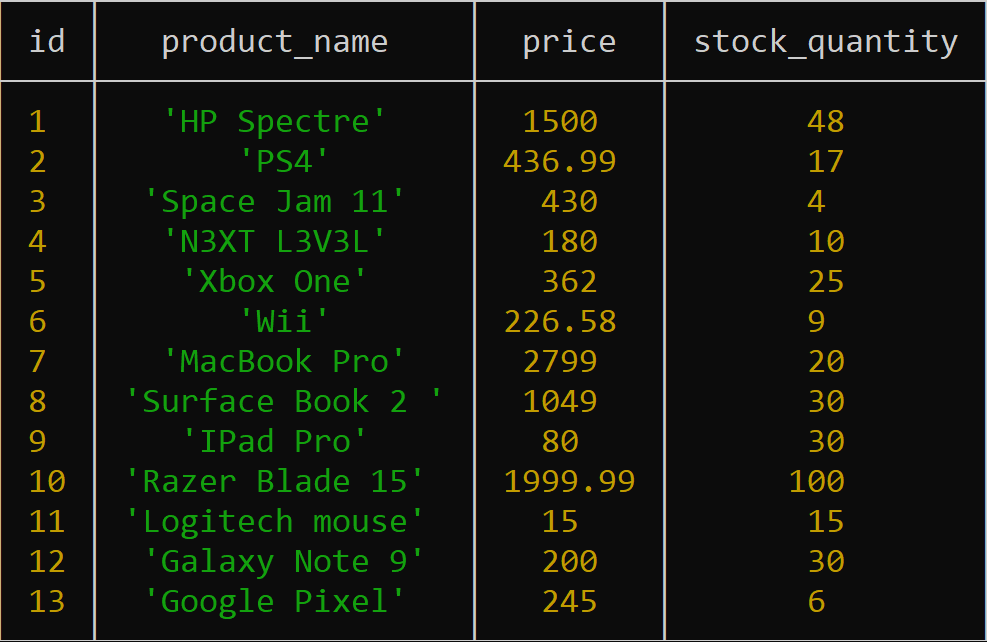 id product_name price stock_quantity
1 'HP Spectre' 1500 48
2 'PS4' 436.99 17
3 'Space Jam 11' 430 4
4 'N3XT L3V3L' 180 10
5 'Xbox One' 362 25
6 'Wii' 226.58 9
7 'MacBook Pro' 2799 20
8 'Surface Book 2 ' 1049 30
9 'IPad Pro' 80 30
10 'Razer Blade 15' 1999.99 100
11 'Logitech mouse' 15 15
12 'Galaxy Note 9' 200 30
13 'Google Pixel' 245 6